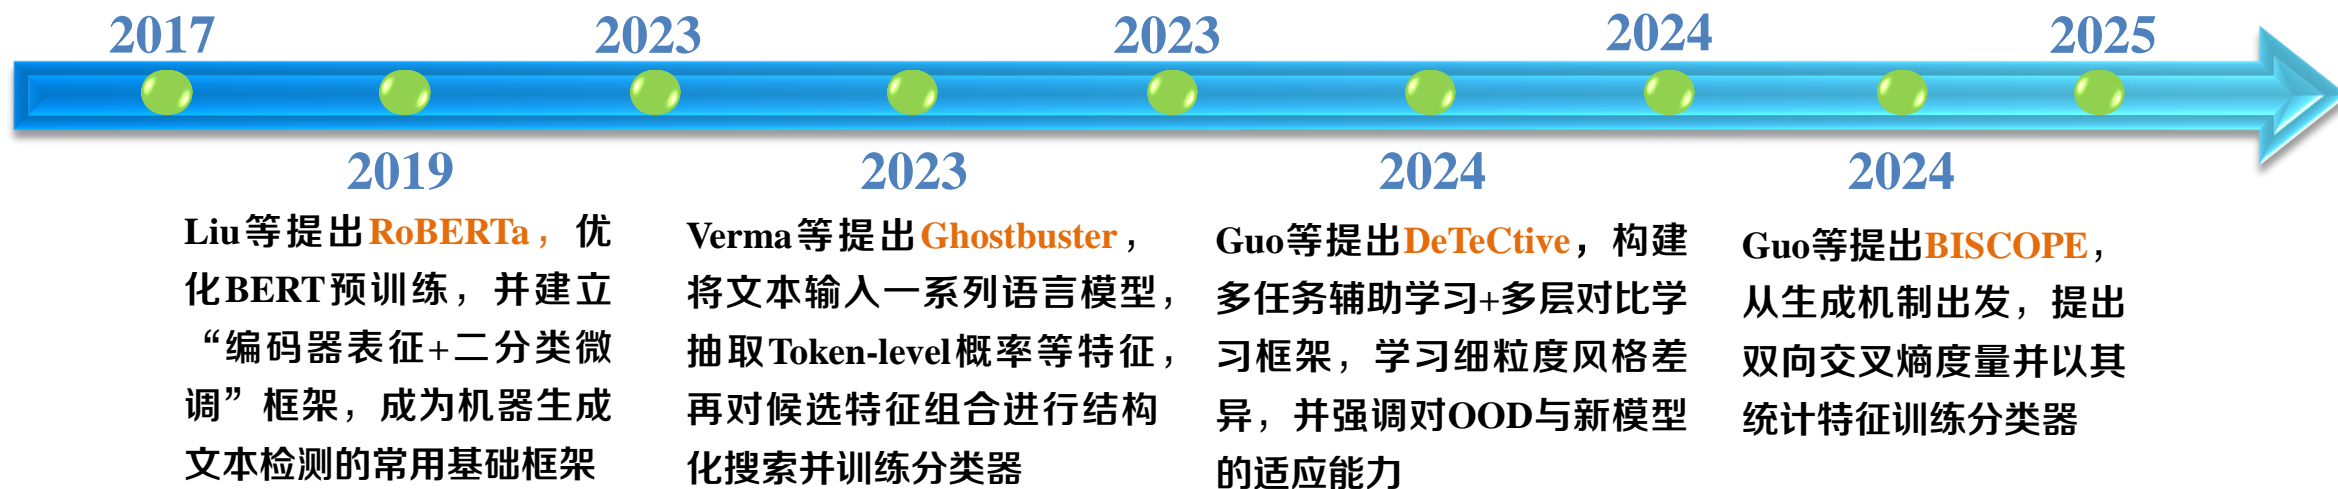 2017
2023
2023
2024
2025
2019
2023
2024
2024
Liu等提出RoBERTa，优
化BERT预训练，并建立
“编码器表征+二分类微
调”框架，成为机器生成
文本检测的常用基础框架
Verma等提出Ghostbuster，
将文本输入一系列语言模型，
抽取Token-level概率等特征，
再对候选特征组合进行结构
化搜索并训练分类器
Guo等提出DeTeCtive，构建
多任务辅助学习+多层对比学
习框架，学习细粒度风格差
异，并强调对OOD与新模型
的适应能力
Guo等提出BISCOPE，
从生成机制出发，提出
双向交叉熵度量并以其
统计特征训练分类器